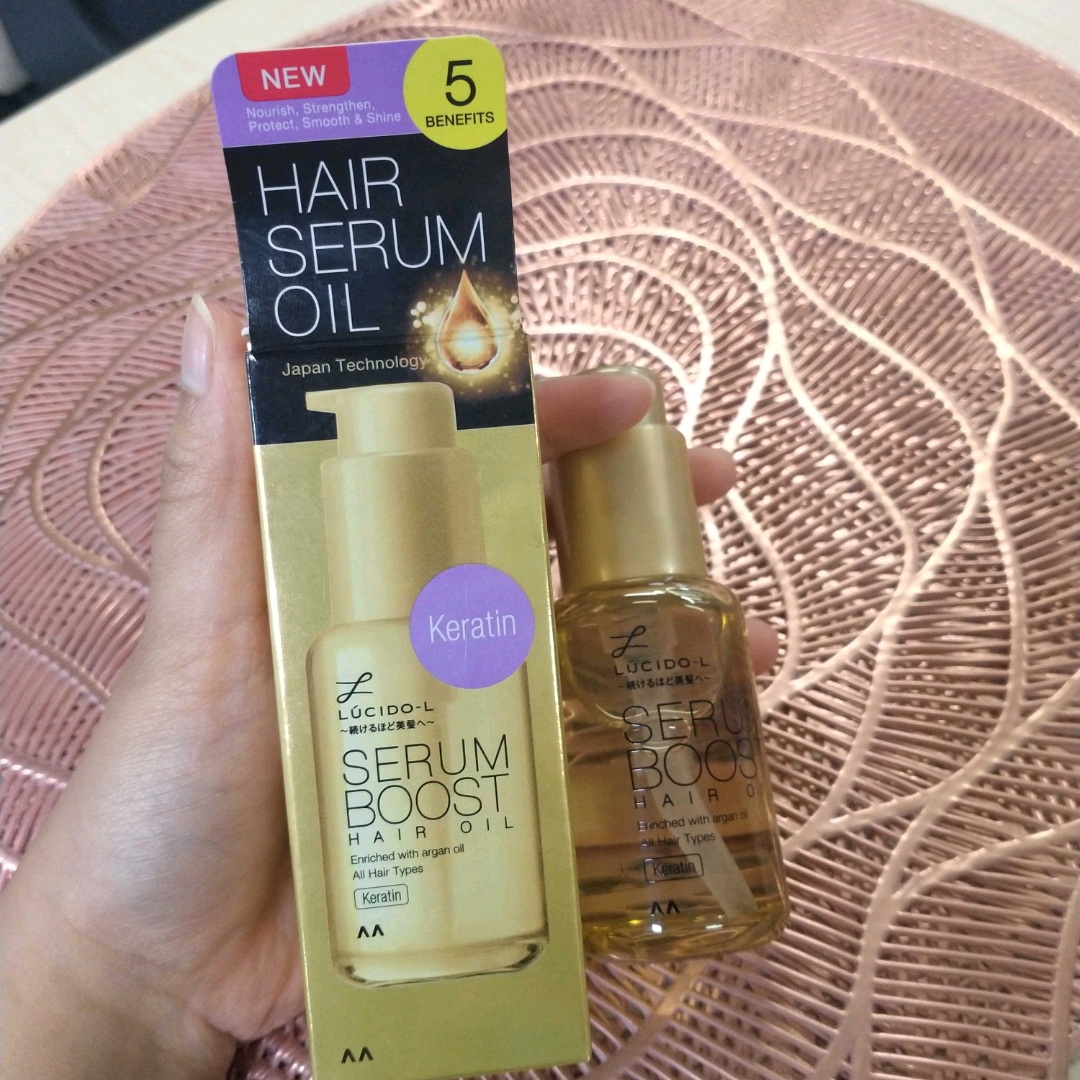 NEW
5
BENEFITS
Nourish, Strengthen,
Protect, Smooth & Shine
HAIR
SERUM
OIL
Japan Technology
Keratin
LÚCIDO-L
~続けるほど美髪へ~
SERUM
BOOST
HAIR OIL
Enriched with argan oil
All Hair Types
Keratin
LÚCIDO-L
~続けるほど美髪へ~
SERU
BOOS
HAIR O
Enriched with argan oil
All Hair Types
Keratin